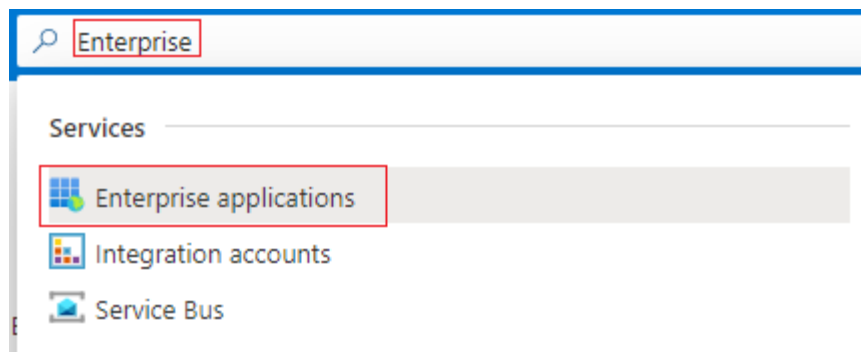 Enterprise
Services
Enterprise applications
Integration accounts
Service Bus